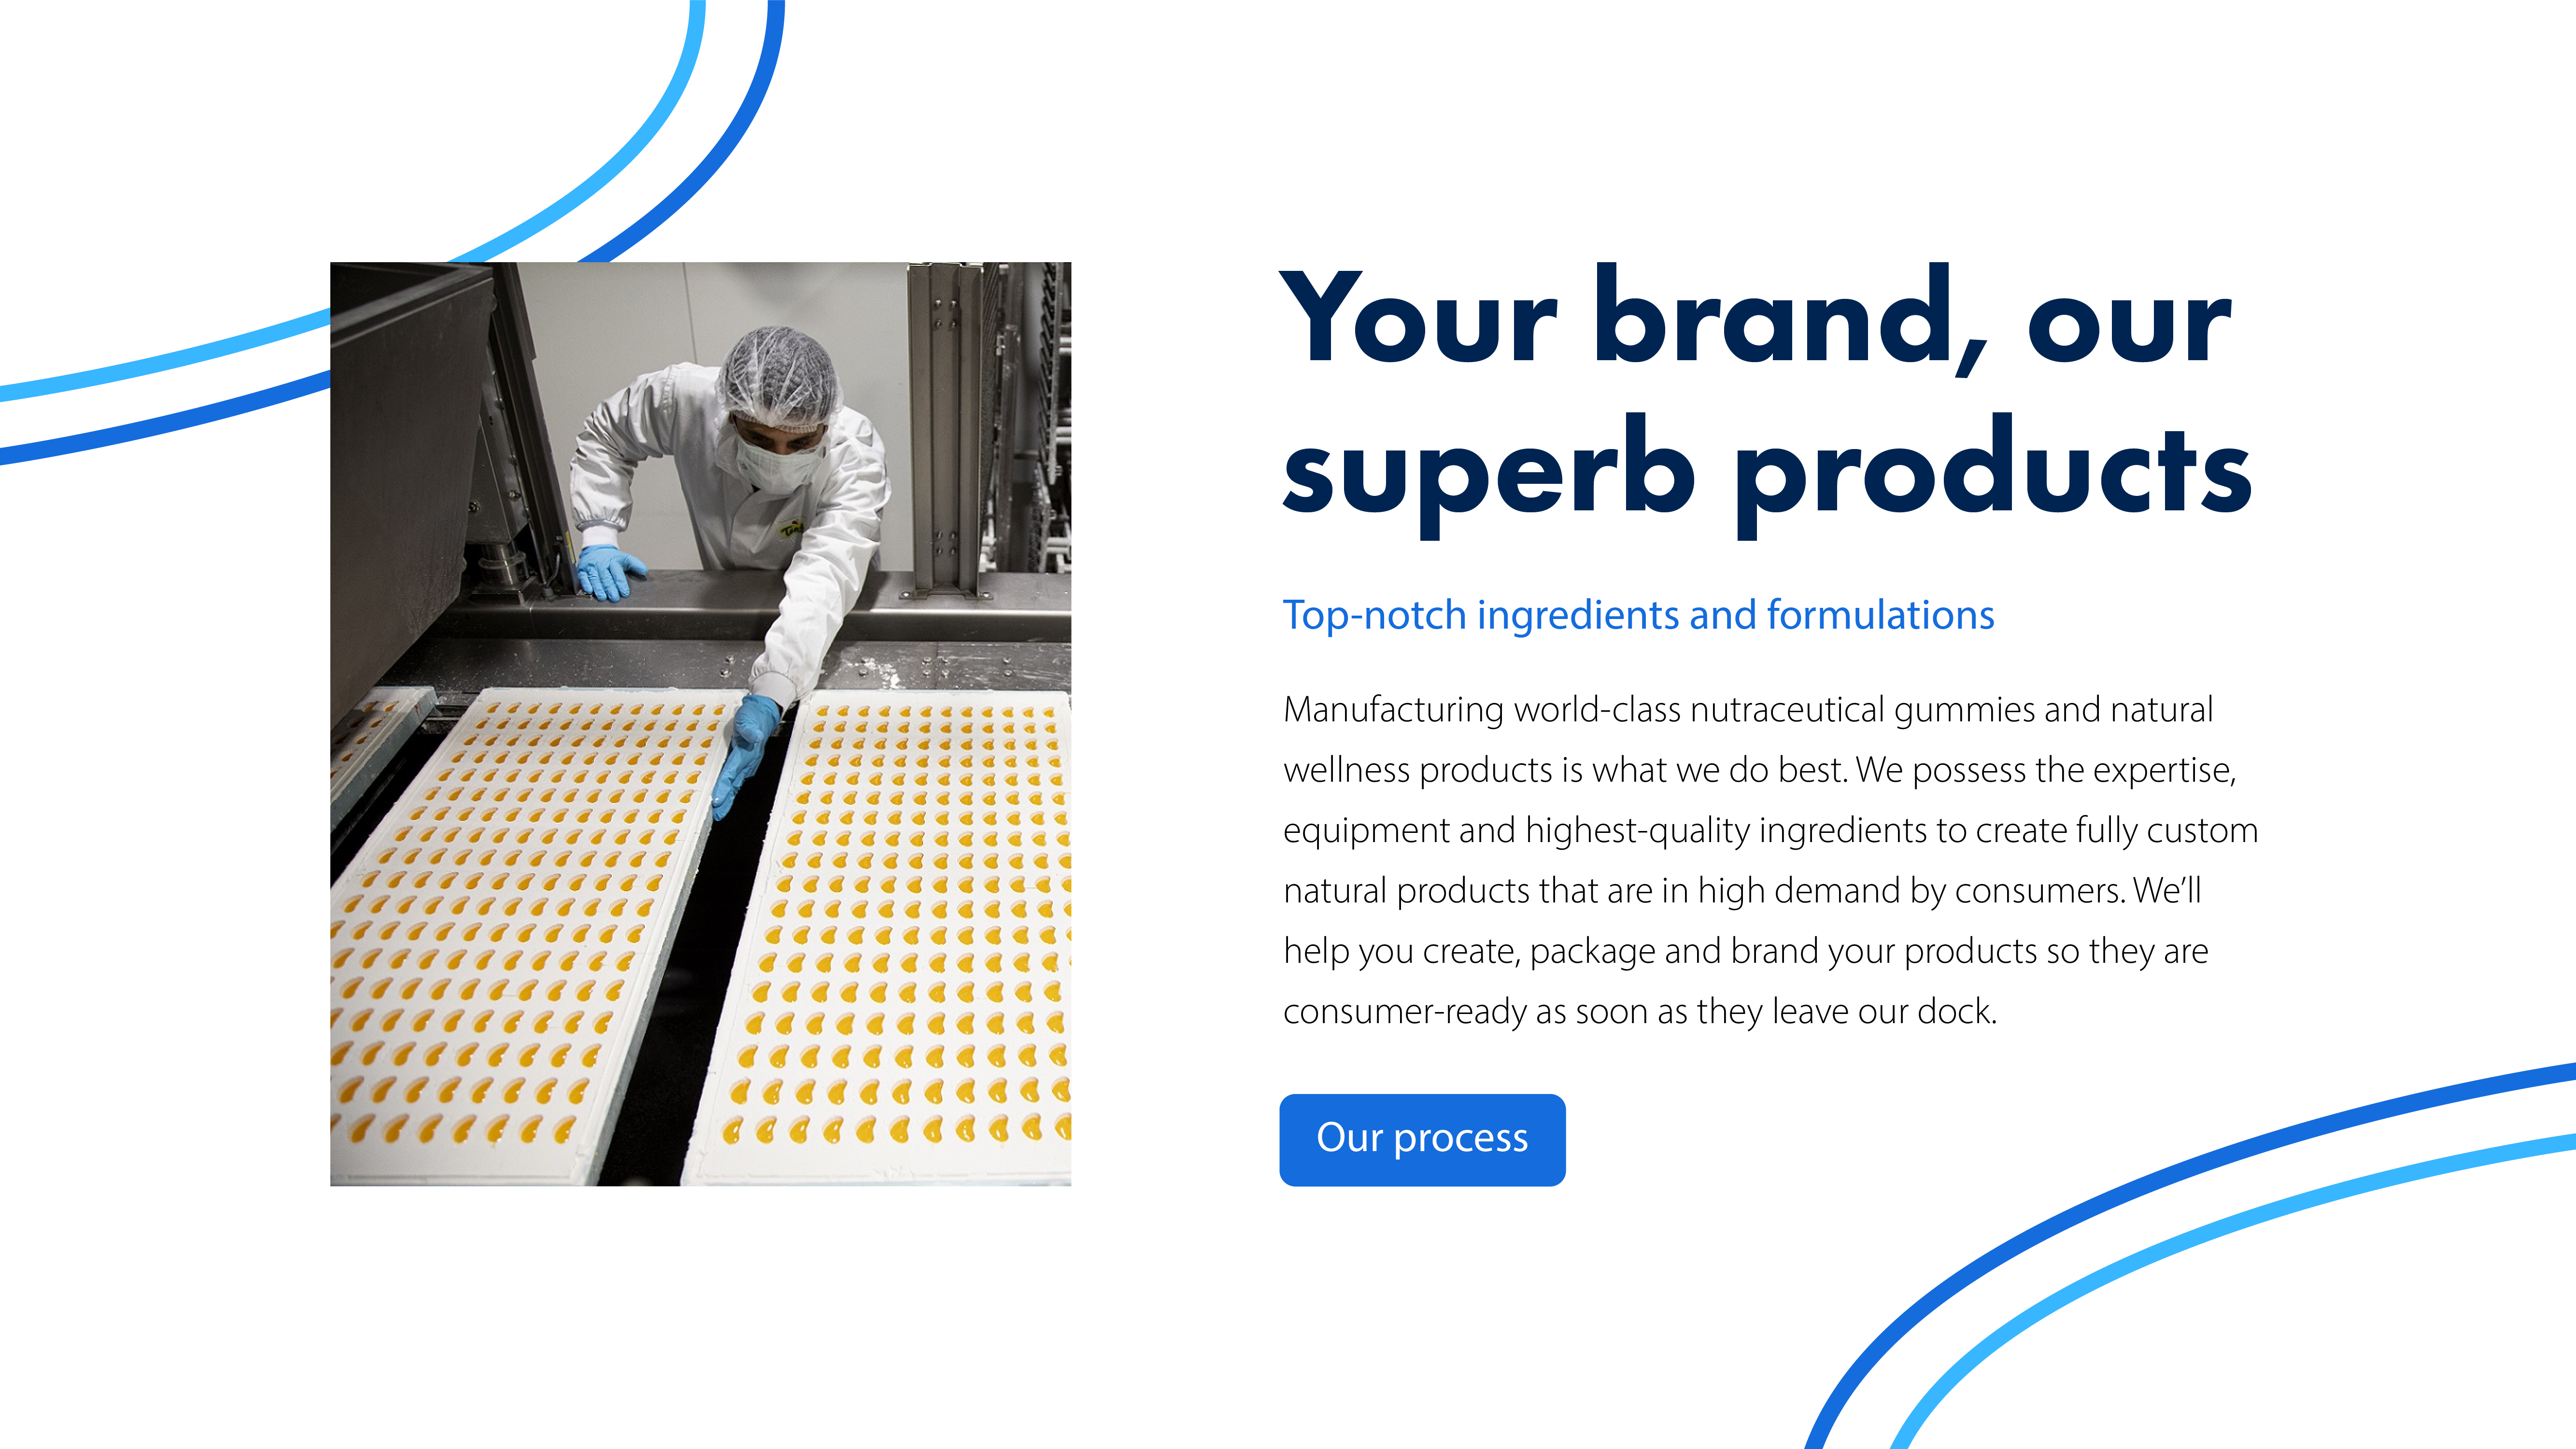 Your brand, our
superb products
Top-notch ingredients and formulations
Manufacturing world-class nutraceutical gummies and natural
wellness products is what we do best. We possess the expertise,
equipment and highest-quality ingredients to create fully custom
natural products that are in high demand by consumers. We’ll
help you create, package and brand your products so they are
consumer-ready as soon as they leave our dock.
Our process